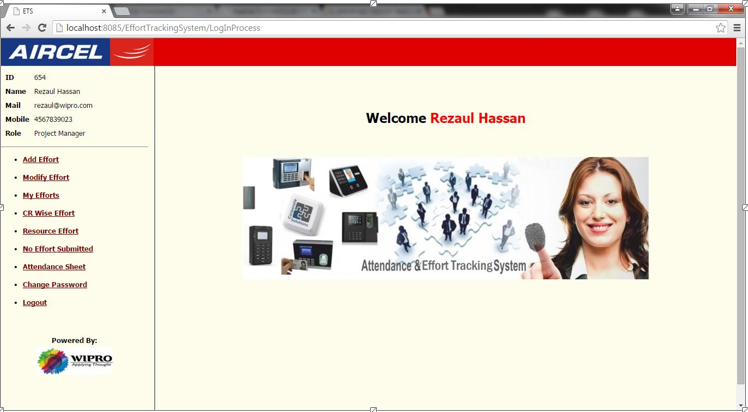 ETS
localhost:8085/EffortTrackingSystem/LogInProcess
AIRCEL
ID 654
Name Rezaul Hassan
Mail rezaul@wipro.com
Mobile 4567839023
Role Project Manager
Add Effort
Modify Effort
My Efforts
CR Wise Effort
Resource Effort
No Effort Submitted
Attendance Sheet
Change Password
Logout
Powered By:
WIPRO
Applying Thought
Welcome Rezaul Hassan
Attendance & Effort Tracking System